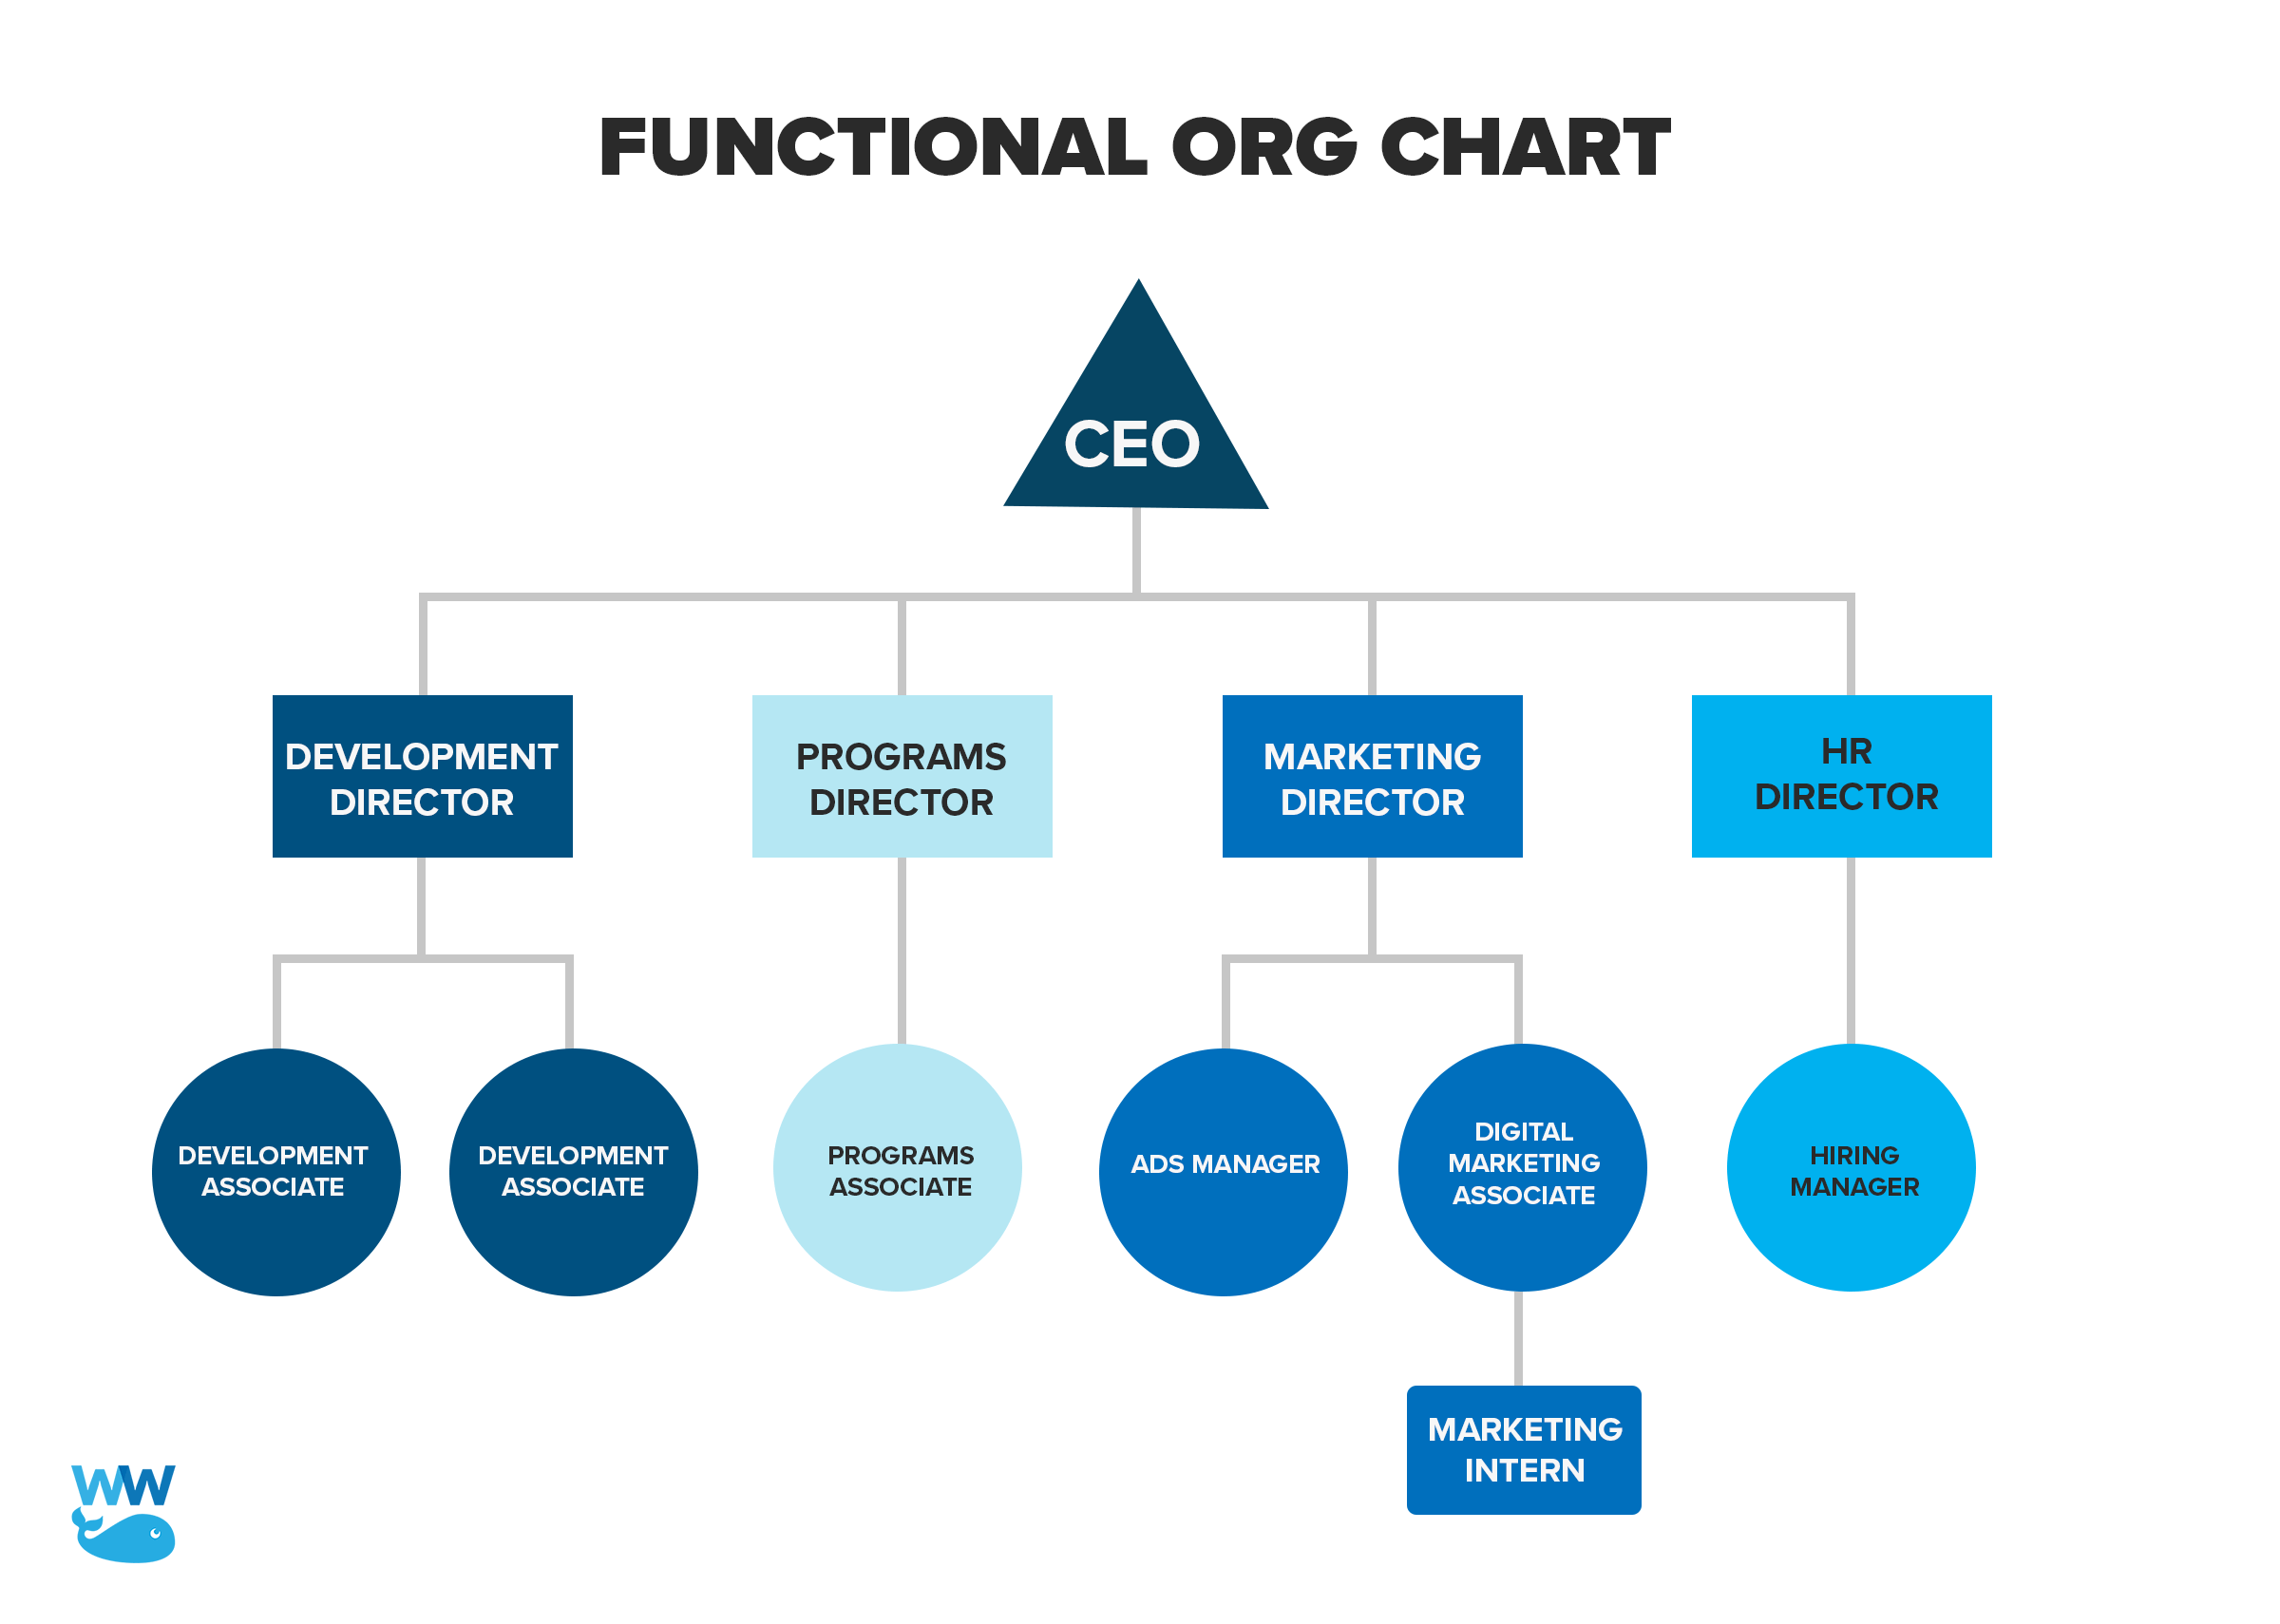 FUNCTIONAL ORG CHART
CEO
DEVELOPMENT
DIRECTOR
PROGRAMS
DIRECTOR
MARKETING
DIRECTOR
HR
DIRECTOR
DEVELOPMENT
ASSOCIATE
DEVELOPMENT
ASSOCIATE
PROGRAMS
ASSOCIATE
ADS MANAGER
DIGITAL
MARKETING
ASSOCIATE
HIRING
MANAGER
MARKETING
INTERN
WW